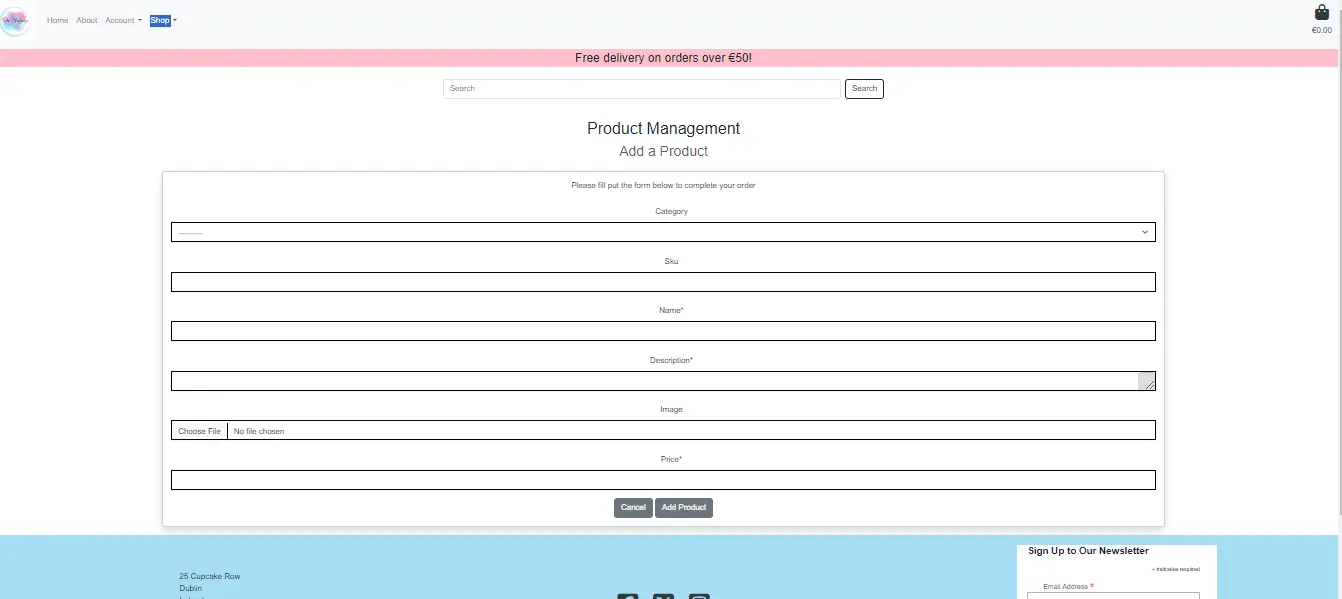 Home About Account Shop
€0.00
Free delivery on orders over €50!
Search Search
Product Management
Add a Product
Please fill put the form below to complete your order
Category
--------
Sku
Name*
Description*
Image
Choose File No file chosen
Price*
Cancel Add Product
Sign Up to Our Newsletter
* indicates required
25 Cupcake Row
Email Address *
Dublin